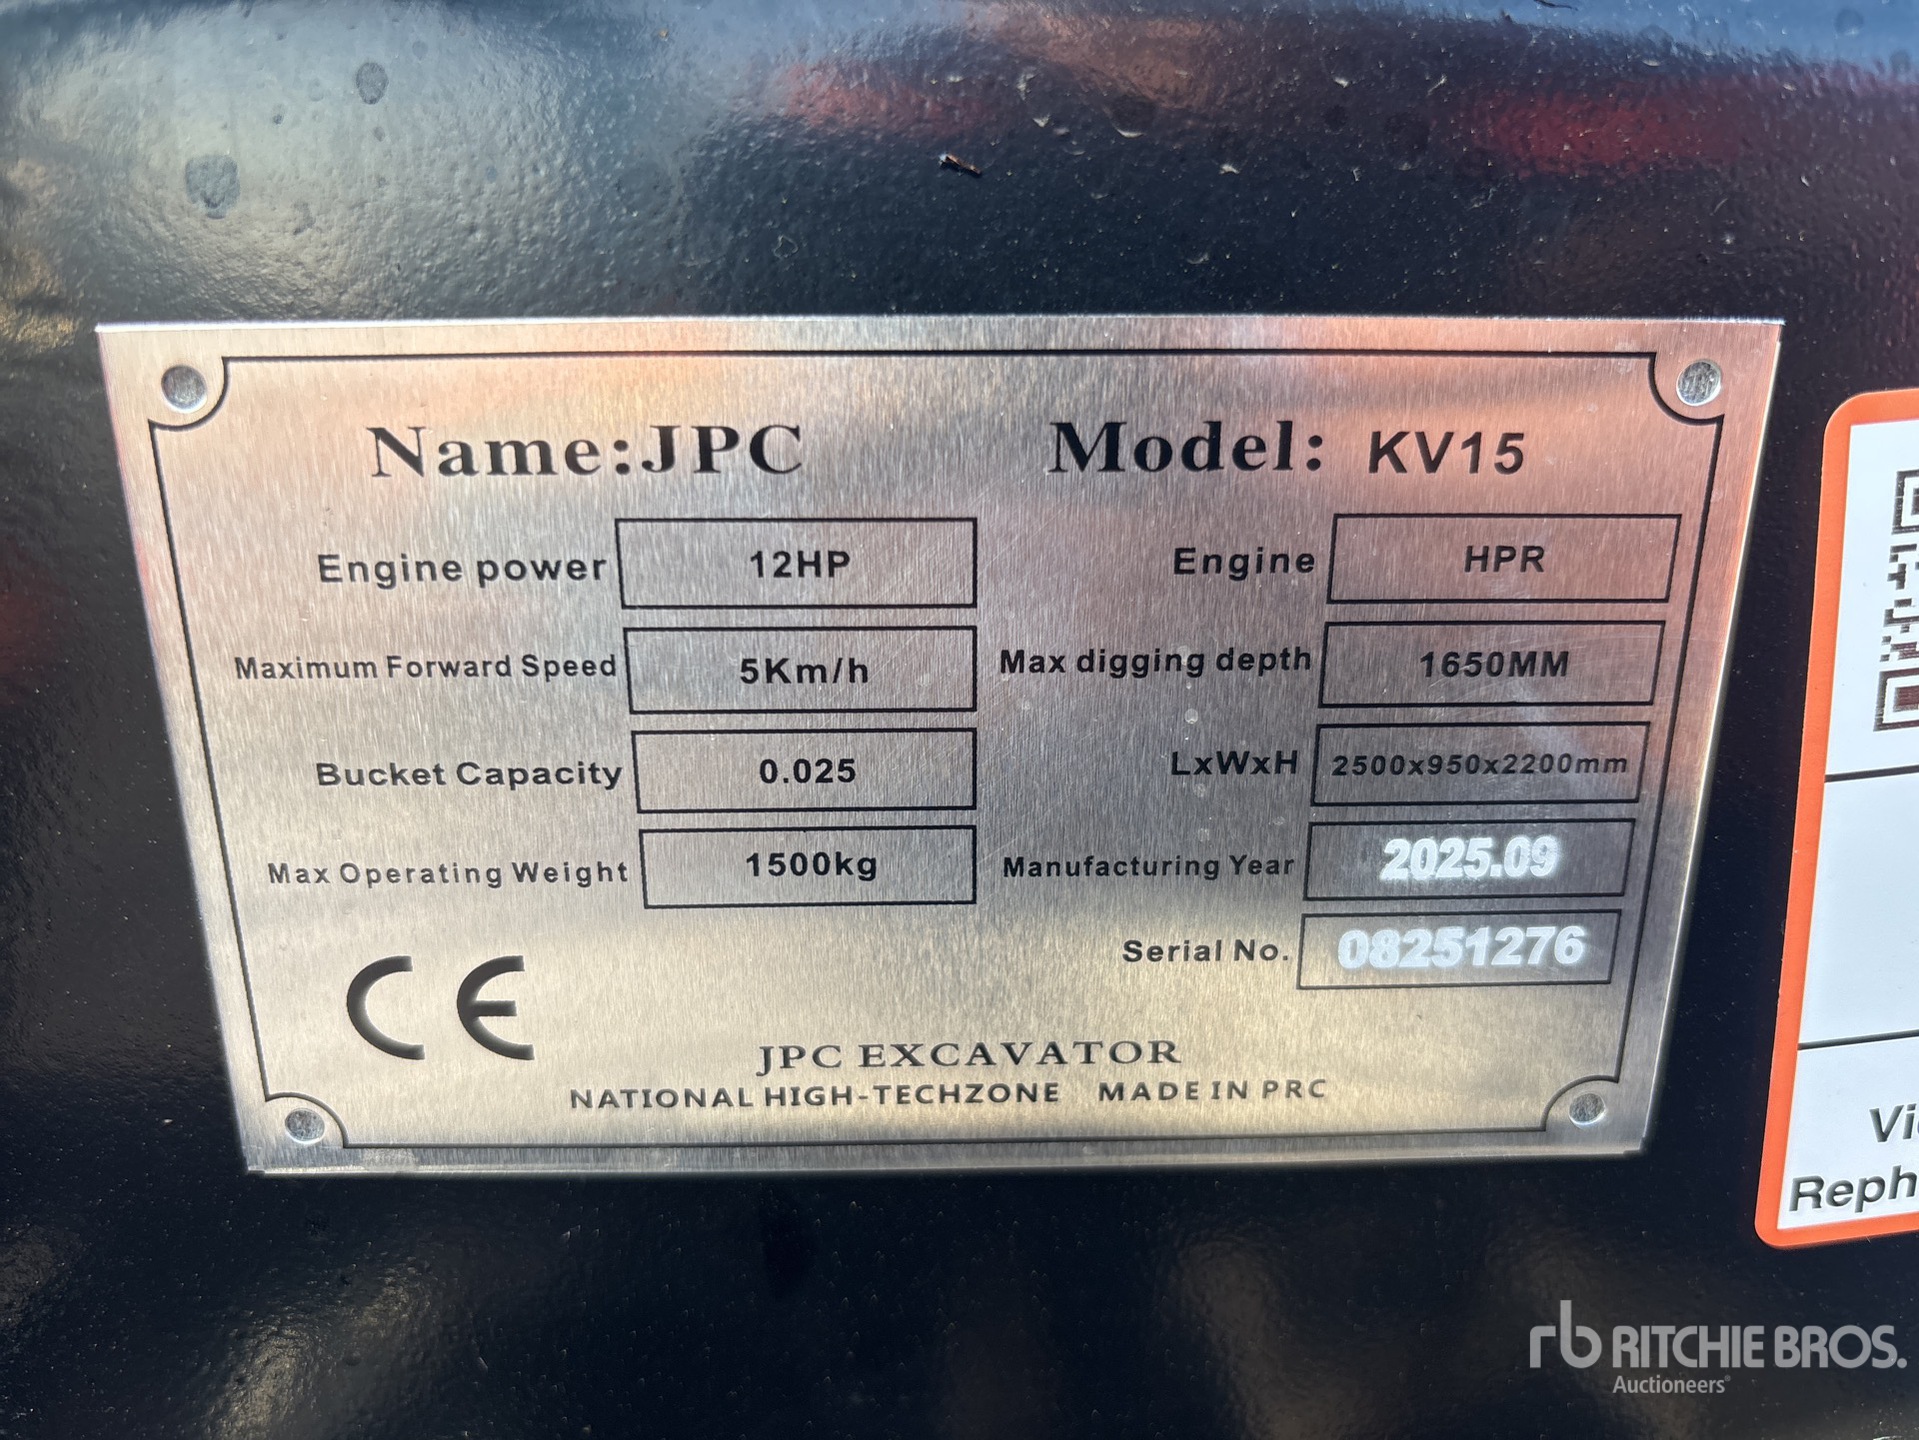 Name:JPC Model: KV15
Engine power 12HP Engine HPR
Maximum Forward Speed 5Km/h Max digging depth 1650MM
Bucket Capacity 0.025 LxWxH 2500x950x2200mm
Max Operating Weight 1500kg Manufacturing Year 2025.09
Serial No. 08251276
CE
JPC EXCAVATOR
NATIONAL HIGH-TECHZONE MADE IN PRC
rb RITCHIE BROS.
Auctioneers